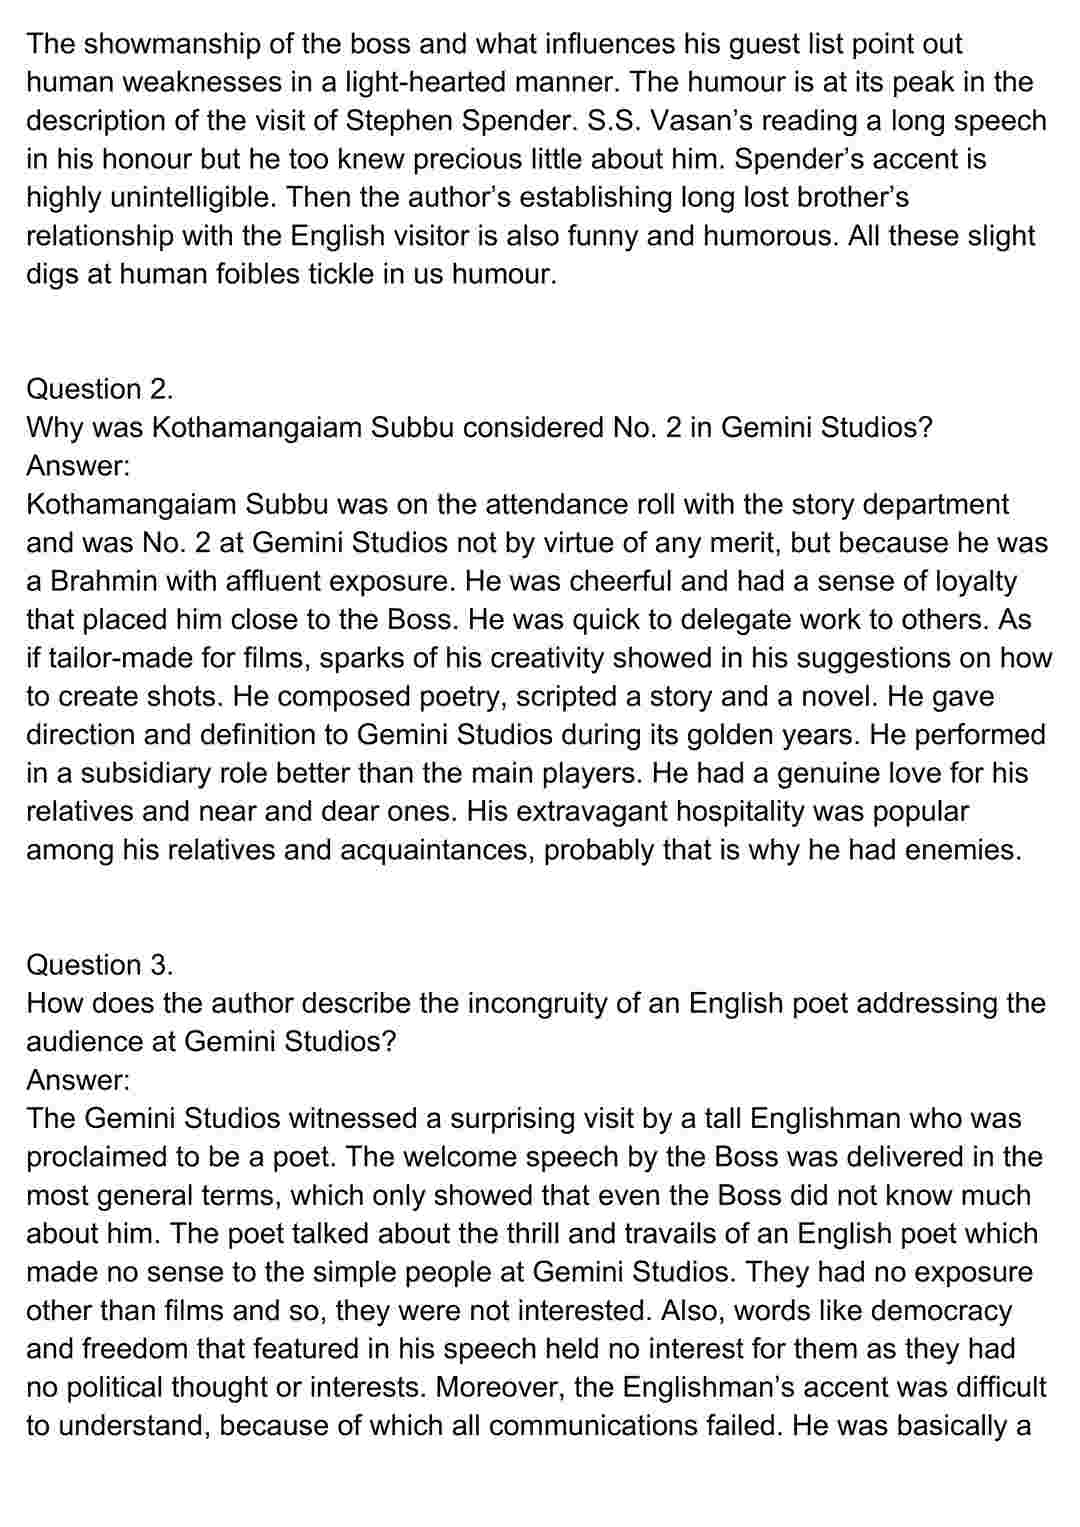 The showmanship of the boss and what influences his guest list point out
human weaknesses in a light-hearted manner. The humour is at its peak in the
description of the visit of Stephen Spender. S.S. Vasan’s reading a long speech
in his honour but he too knew precious little about him. Spender’s accent is
highly unintelligible. Then the author’s establishing long lost brother’s
relationship with the English visitor is also funny and humorous. All these slight
digs at human foibles tickle in us humour.
Question 2.
Why was Kothamangaiam Subbu considered No. 2 in Gemini Studios?
Answer:
Kothamangaiam Subbu was on the attendance roll with the story department
and was No. 2 at Gemini Studios not by virtue of any merit, but because he was
a Brahmin with affluent exposure. He was cheerful and had a sense of loyalty
that placed him close to the Boss. He was quick to delegate work to others. As
if tailor-made for films, sparks of his creativity showed in his suggestions on how
to create shots. He composed poetry, scripted a story and a novel. He gave
direction and definition to Gemini Studios during its golden years. He performed
in a subsidiary role better than the main players. He had a genuine love for his
relatives and near and dear ones. His extravagant hospitality was popular
among his relatives and acquaintances, probably that is why he had enemies.
Question 3.
How does the author describe the incongruity of an English poet addressing the
audience at Gemini Studios?
Answer:
The Gemini Studios witnessed a surprising visit by a tall Englishman who was
proclaimed to be a poet. The welcome speech by the Boss was delivered in the
most general terms, which only showed that even the Boss did not know much
about him. The poet talked about the thrill and travails of an English poet which
made no sense to the simple people at Gemini Studios. They had no exposure
other than films and so, they were not interested. Also, words like democracy
and freedom that featured in his speech held no interest for them as they had
no political thought or interests. Moreover, the Englishman’s accent was difficult
to understand, because of which all communications failed. He was basically a